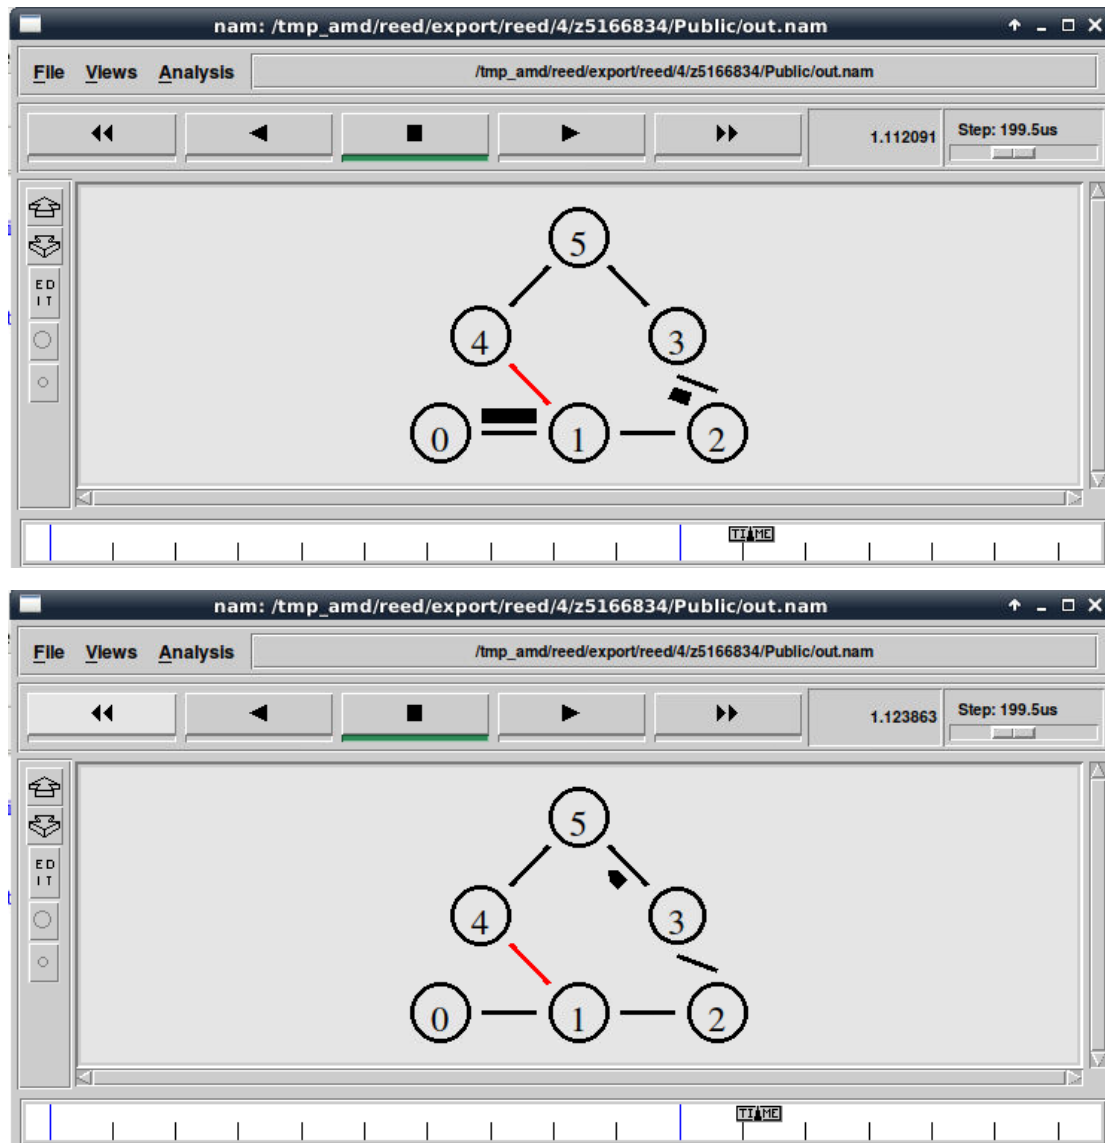 nam: /tmp_amd/reed/export/reed/4/z5166834/Public/out.nam
File Views Analysis /tmp_amd/reed/export/reed/4/z5166834/Public/out.nam
1.112091 Step: 199.5us
ED
IT
5
4 3
0 1 2
TIME
nam: /tmp_amd/reed/export/reed/4/z5166834/Public/out.nam
File Views Analysis /tmp_amd/reed/export/reed/4/z5166834/Public/out.nam
1.123863 Step: 199.5us
ED
IT
5
4 3
0 1 2
TIME